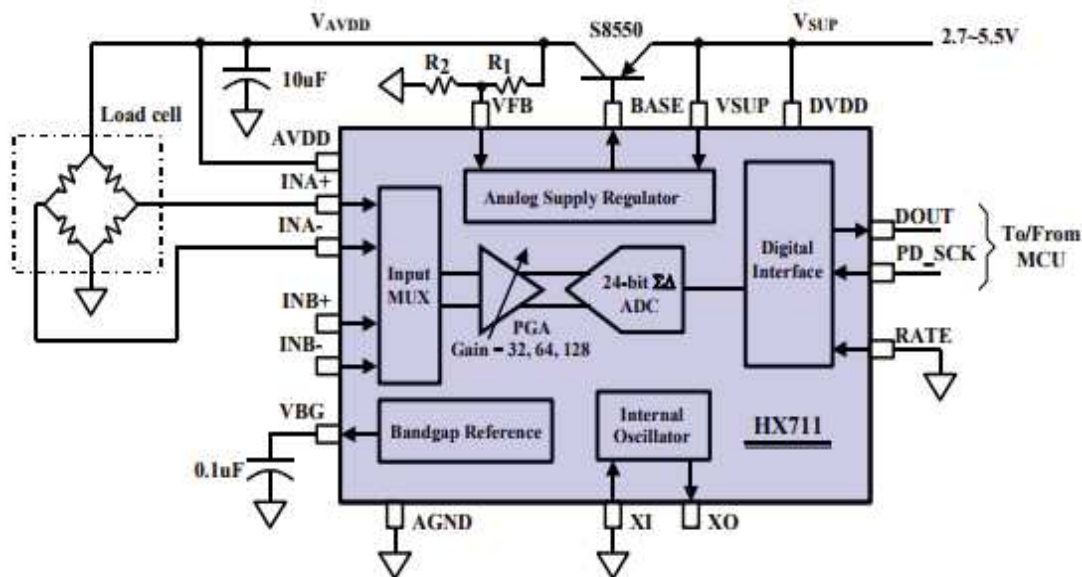 V_AVDD
S8550
V_SUP
2.7~5.5V
R2
R1
10uF
VFB
BASE
VSUP
DVDD
Load cell
AVDD
INA+
INA-
INB+
INB-
VBG
0.1uF
Analog Supply Regulator
Input
MUX
PGA
Gain = 32, 64, 128
24-bit ΣΔ
ADC
Digital
Interface
DOUT
PD_SCK
To/From
MCU
RATE
Bandgap Reference
Internal
Oscillator
HX711
AGND
XI
XO